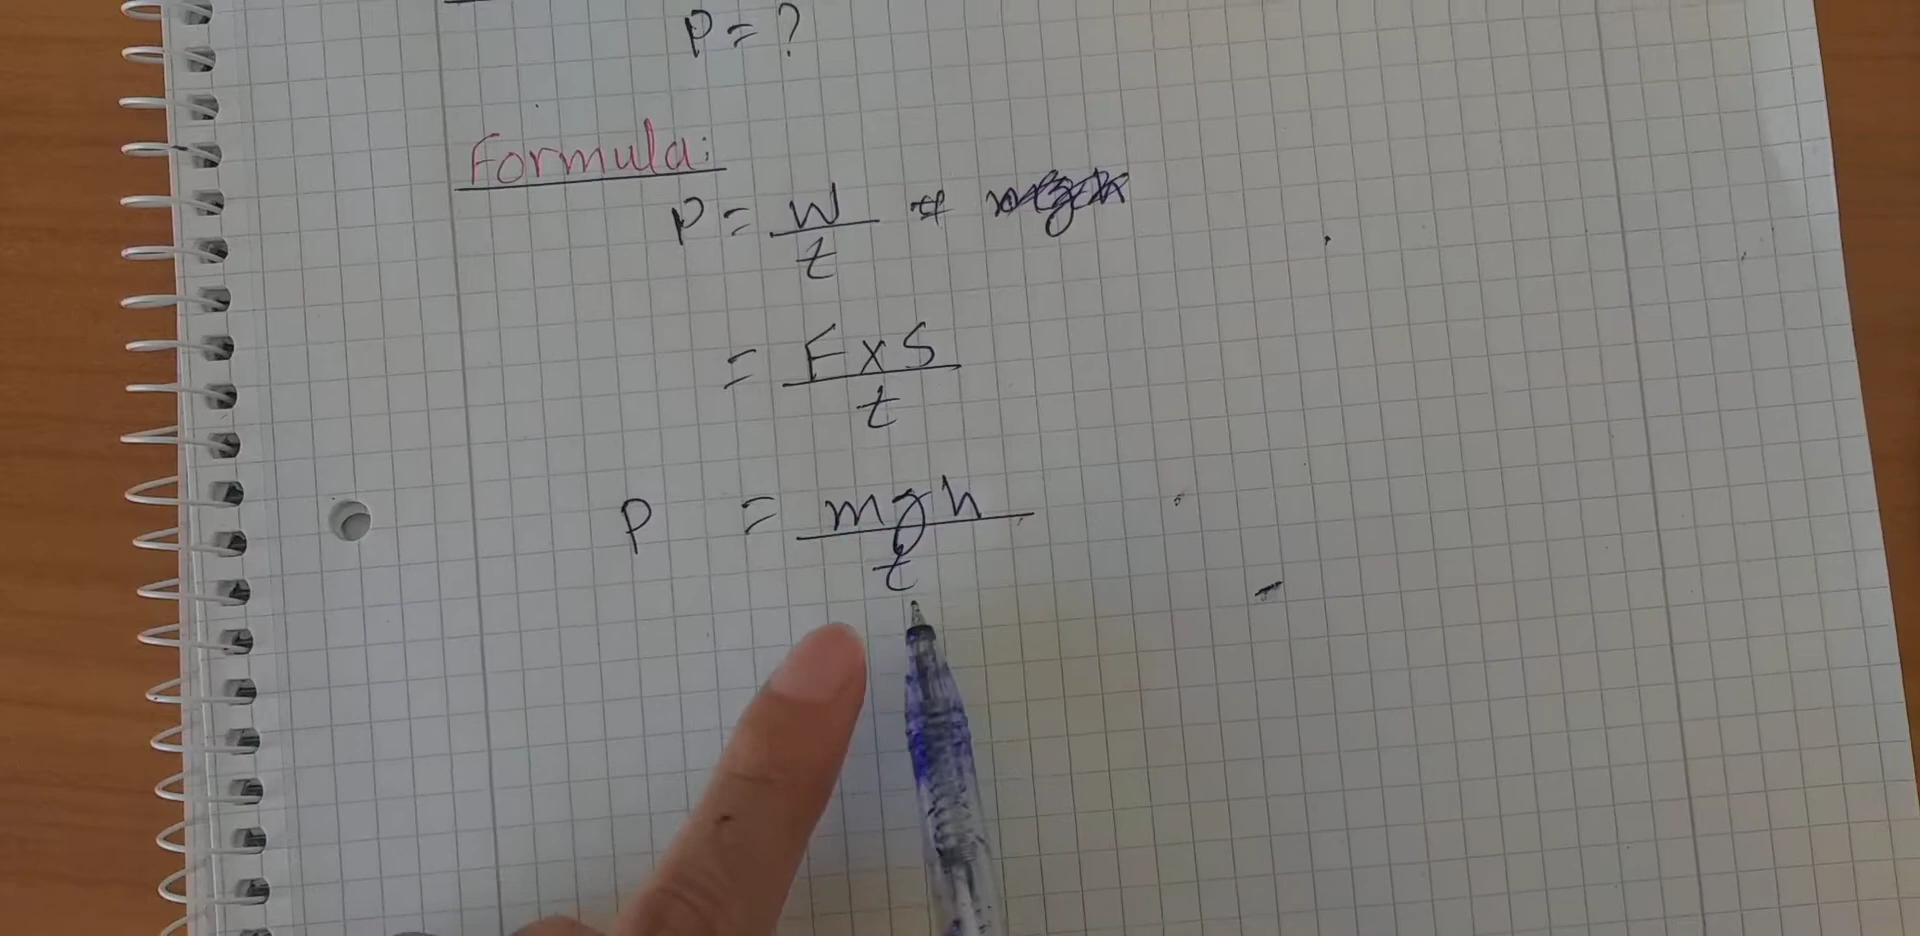 P = ?
Formula:
P = W/t =
= F x S/t
P = mgh/t